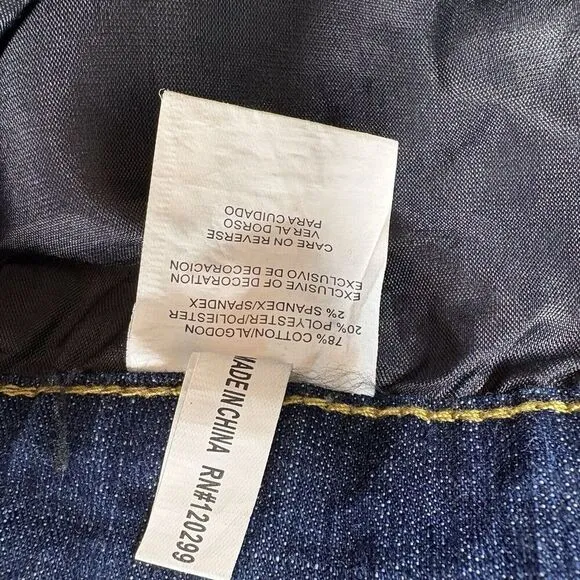 78% COTTON/ALGODON
20% POLYESTER/POLIESTER
2% SPANDEX/SPANDEX
EXCLUSIVE OF DECORATION
EXCLUSIVO DE DECORACION
CARE ON REVERSE
VER AL DORSO
PARA CUIDADO
MADE IN CHINA RN#120299